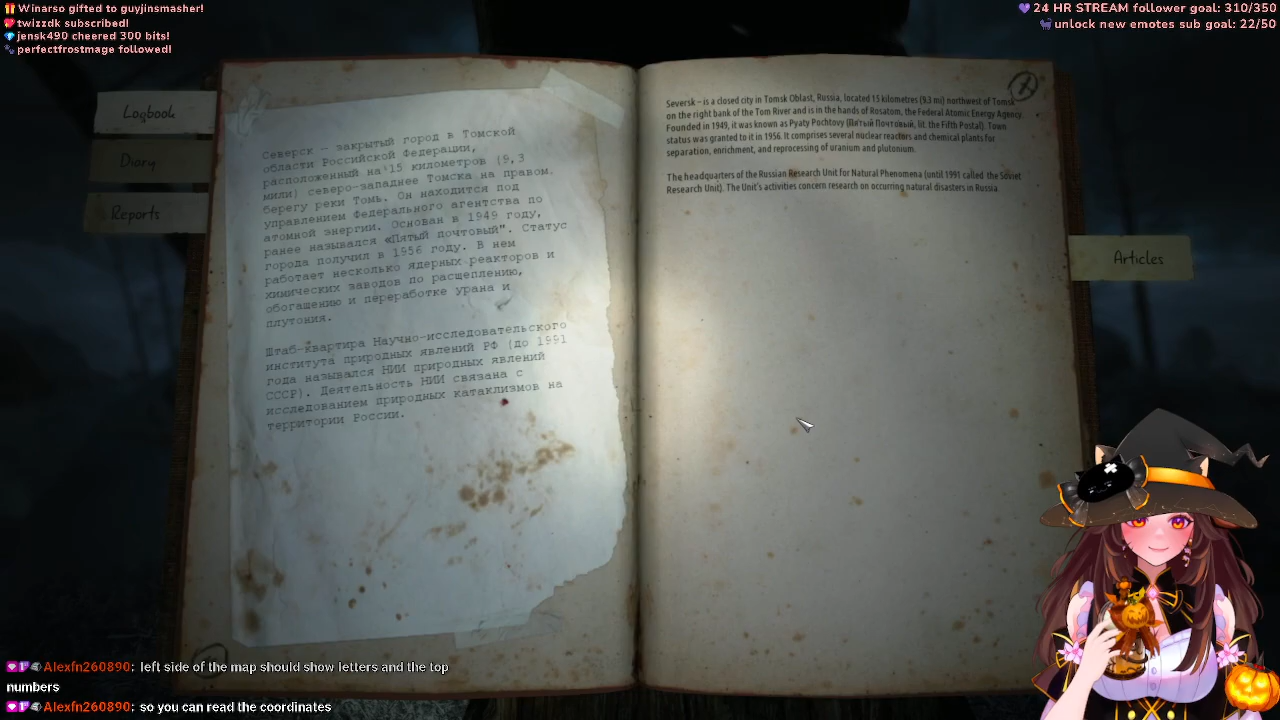 Winarso gifted to guyjinsmasher!
twizzdk subscribed!
jensk490 cheered 300 bits!
perfectfrostmage followed!
24 HR STREAM follower goal: 310/350
unlock new emotes sub goal: 22/50
Logbook
Diary
Reports
Северск – закрытый город в Томской
области Российской Федерации,
расположенный на 15 километров (9,3
мили) северо-западнее Томска на правом.
берегу реки Томь. Он находится под
управлением Федерального агентства по
атомной энергии. Основан в 1949 году,
ранее назывался «Пятый почтовый". Статус
города получил в 1956 году. В нем
работает несколько ядерных реакторов и
химических заводов по расщеплению,
обогащению и переработке урана и
плутония.
Штаб-квартира Научно-исследовательского
института природных явлений РФ (до 1991
года назывался НИИ природных явлений
СССР). Деятельность НИИ связана с
исследованием природных катаклизмов на
территории России.
Seversk – is a closed city in Tomsk Oblast, Russia, located 15 kilometres (9.3 mi) northwest of Tomsk
on the right bank of the Tom River and is in the hands of Rosatom, the Federal Atomic Energy Agency.
Founded in 1949, it was known as Pyaty Pochtovy (Пятый Почтовый, lit. the Fifth Postal). Town
status was granted to it in 1956. It comprises several nuclear reactors and chemical plants for
separation, enrichment, and reprocessing of uranium and plutonium.
The headquarters of the Russian Research Unit for Natural Phenomena (until 1991 called the Soviet
Research Unit). The Unit's activities concern research on occurring natural disasters in Russia.
Articles
Alexfn260890: left side of the map should show letters and the top
numbers
Alexfn260890: so you can read the coordinates